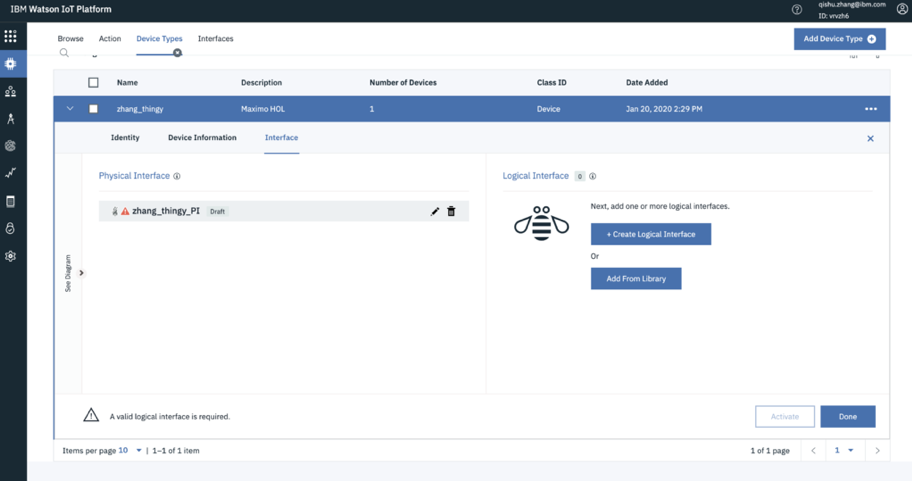 IBM Watson IoT Platform
qishu.zhang@ibm.com
ID: vrvzh6
Browse Action Device Types Interfaces
Add Device Type
Name Description Number of Devices Class ID Date Added
zhang_thingy Maximo HOL 1 Device Jan 20, 2020 2:29 PM
Identity Device Information Interface
Physical Interface
Logical Interface 0
zhang_thingy_PI Draft
Next, add one or more logical interfaces.
+ Create Logical Interface
Or
Add From Library
See Diagram
A valid logical interface is required.
Activate Done
Items per page 10 | 1–1 of 1 item
1 of 1 page 1